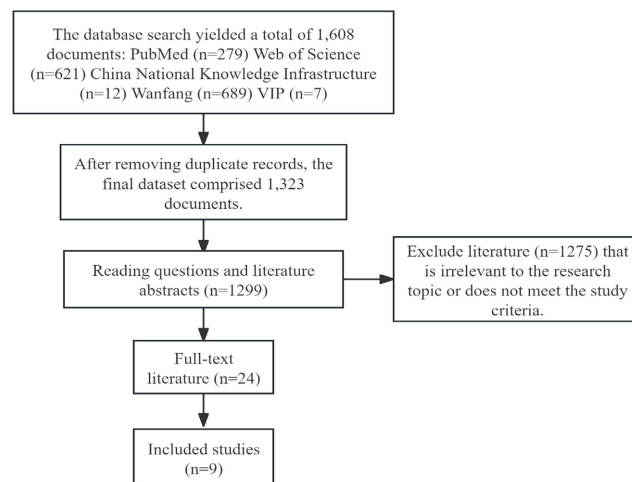 The database search yielded a total of 1,608
documents: PubMed (n=279) Web of Science
(n=621) China National Knowledge Infrastructure
(n=12) Wanfang (n=689) VIP (n=7)
After removing duplicate records, the
final dataset comprised 1,323
documents.
Reading questions and literature
abstracts (n=1299)
Exclude literature (n=1275) that
is irrelevant to the research
topic or does not meet the study
criteria.
Full-text
literature (n=24)
Included studies
(n=9)